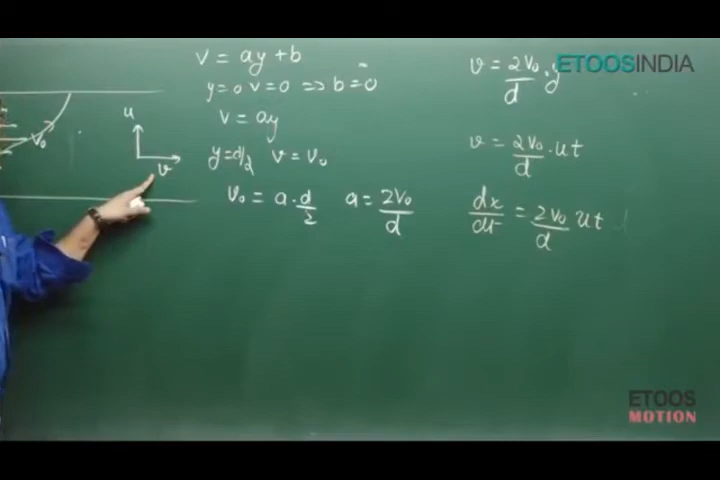 v = ay + b
y=0 v=0 ⇒ b=0
v = ay
y=d/2 v = v₀
v₀ = a·d/2 a = 2v₀/d
v = 2v₀/d · y
v = 2v₀/d · ut
dx/dt = 2v₀/d ut
u
v
v₀
ETOOSINDIA
ETOOS
MOTION